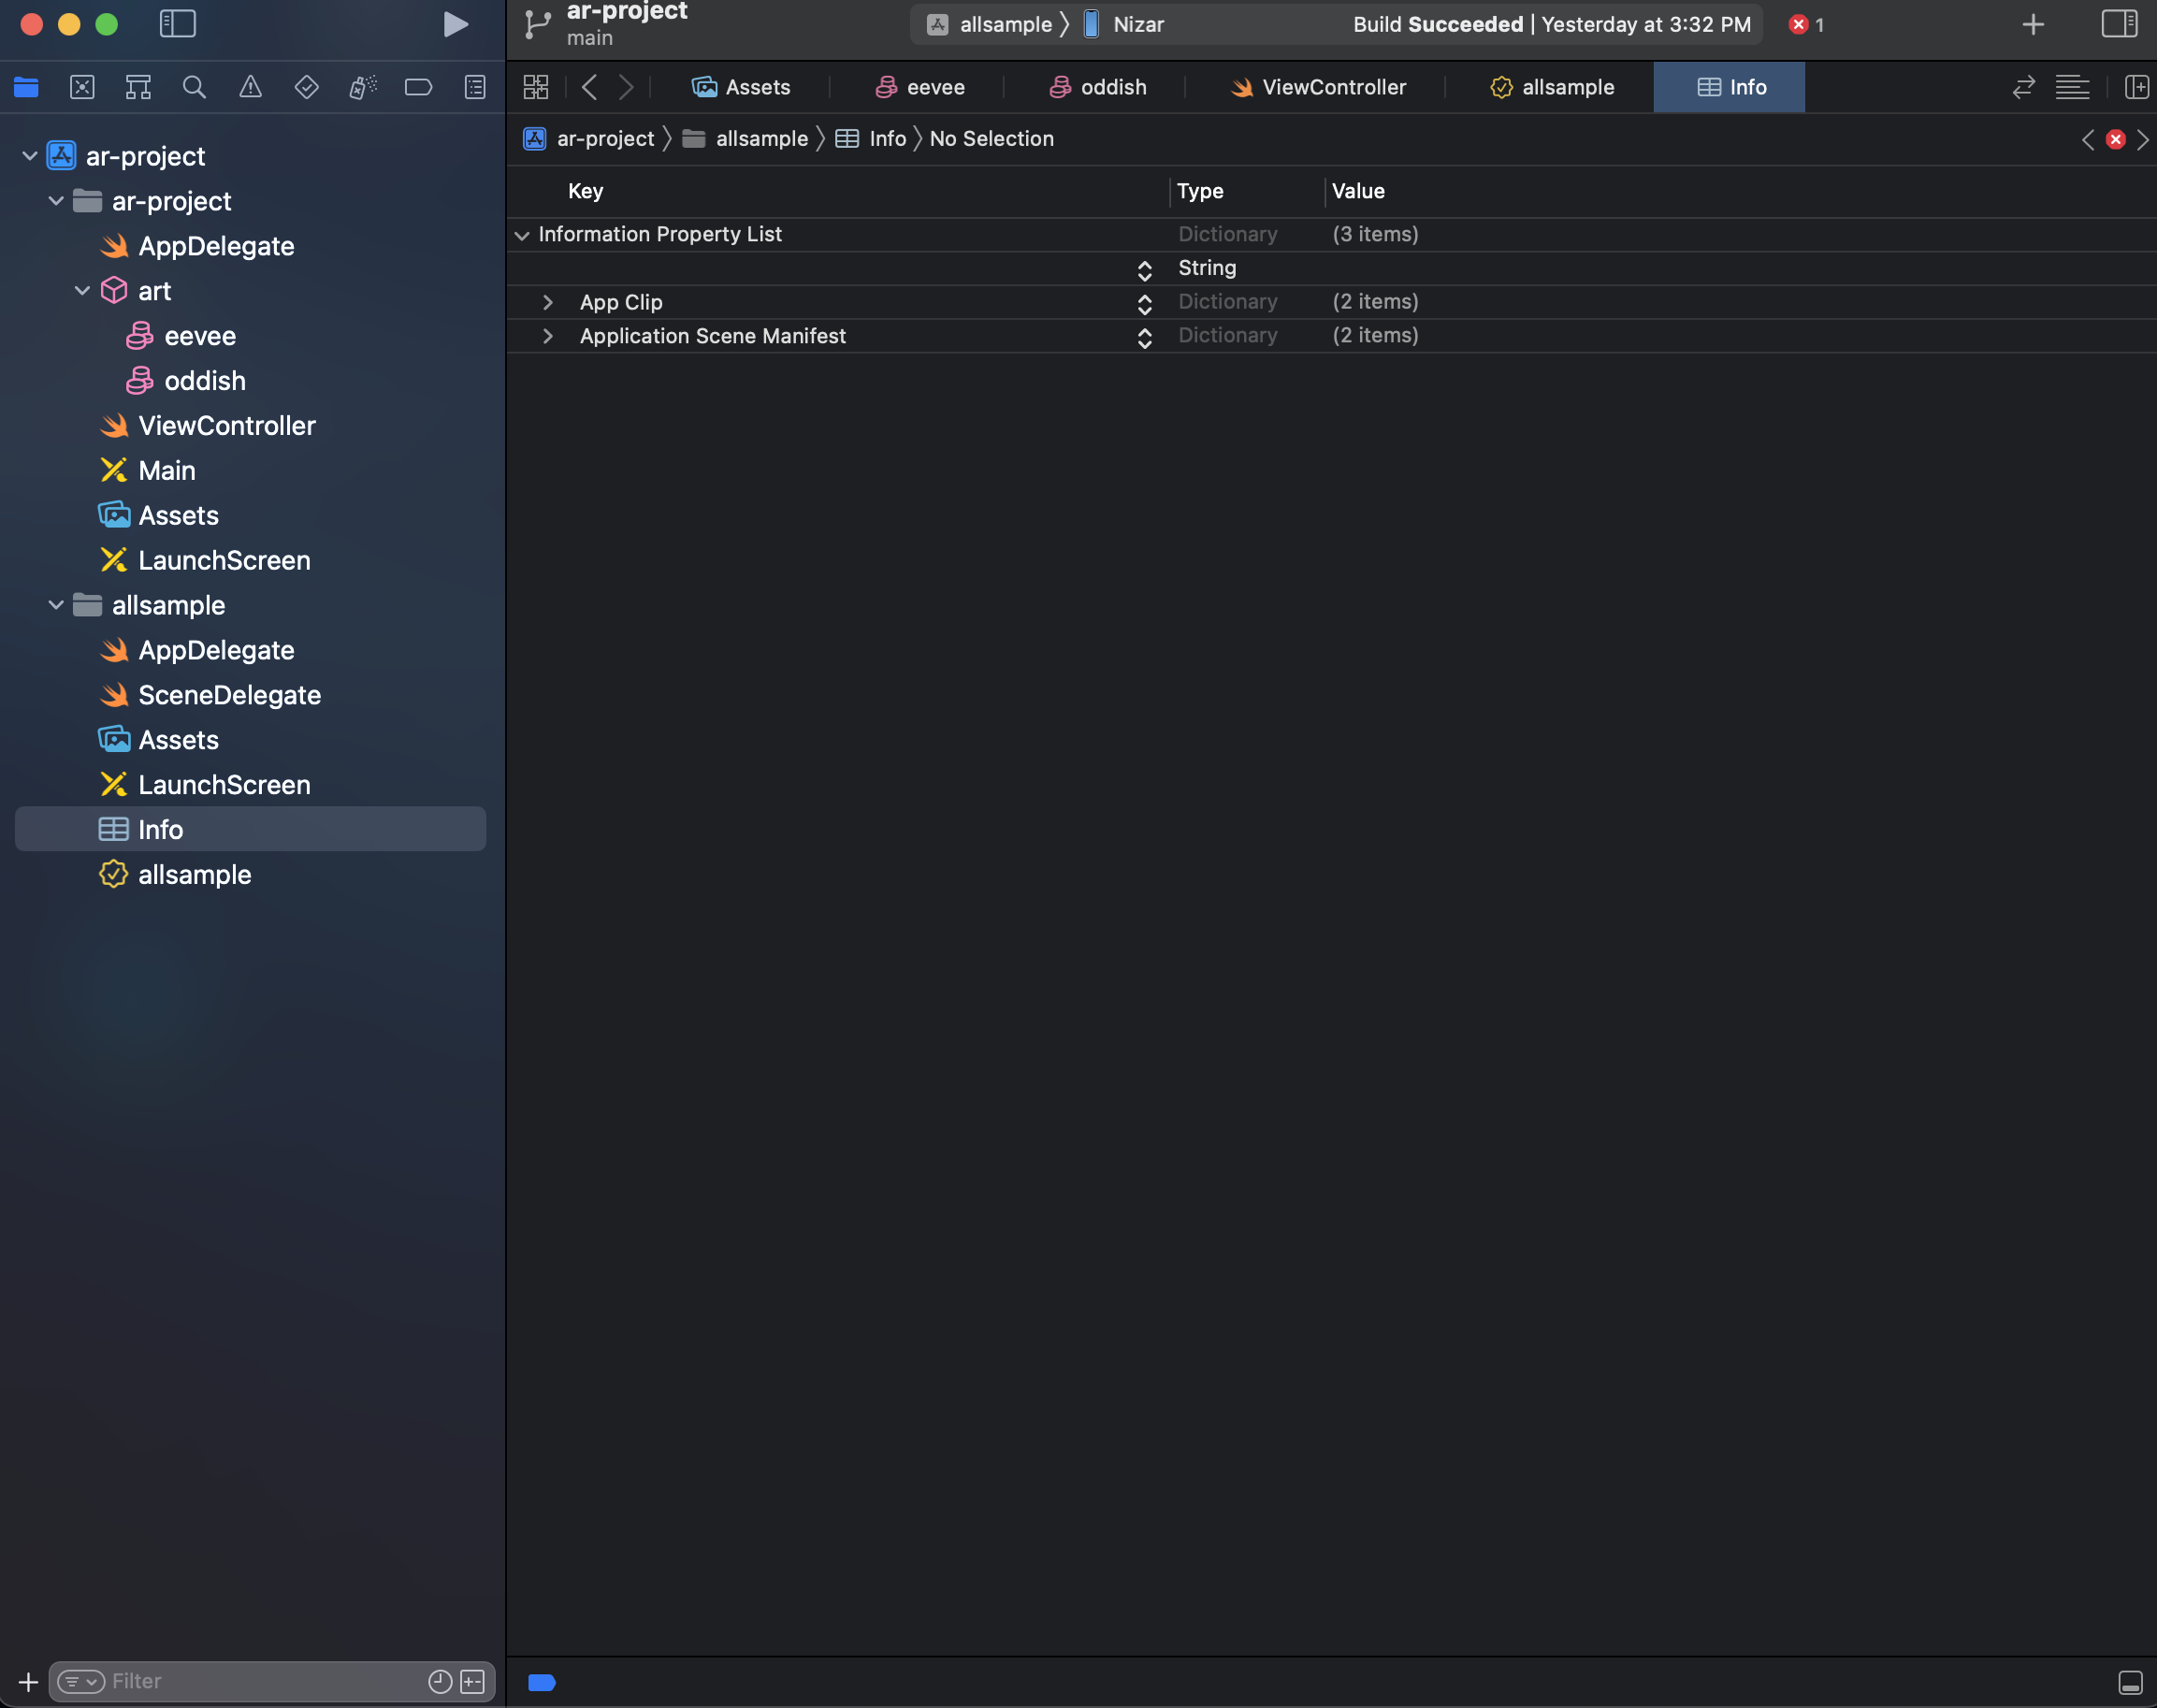 ar-project
main
allsample
Nizar
Build Succeeded | Yesterday at 3:32 PM
1
Assets
eevee
oddish
ViewController
allsample
Info
ar-project
allsample
Info
No Selection
Key Type Value
Information Property List Dictionary (3 items)
String
App Clip Dictionary (2 items)
Application Scene Manifest Dictionary (2 items)
ar-project
ar-project
AppDelegate
art
eevee
oddish
ViewController
Main
Assets
LaunchScreen
allsample
AppDelegate
SceneDelegate
Assets
LaunchScreen
Info
allsample
Filter